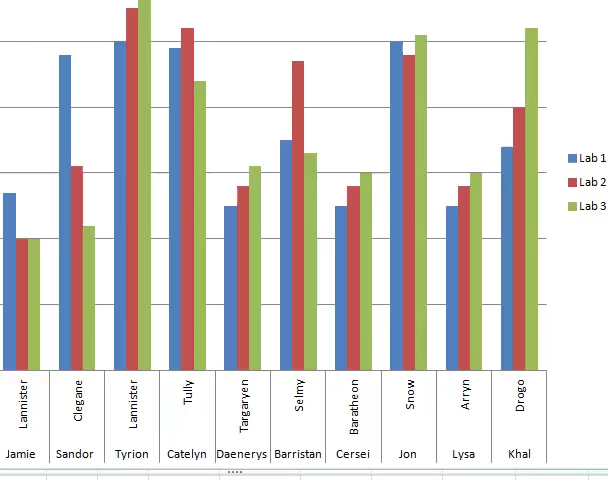 Lab 1
Lab 2
Lab 3
Lannister
Clegane
Lannister
Tully
Targaryen
Selmy
Baratheon
Snow
Arryn
Drogo
Jamie Sandor Tyrion Catelyn Daenerys Barristan Cersei Jon Lysa Khal